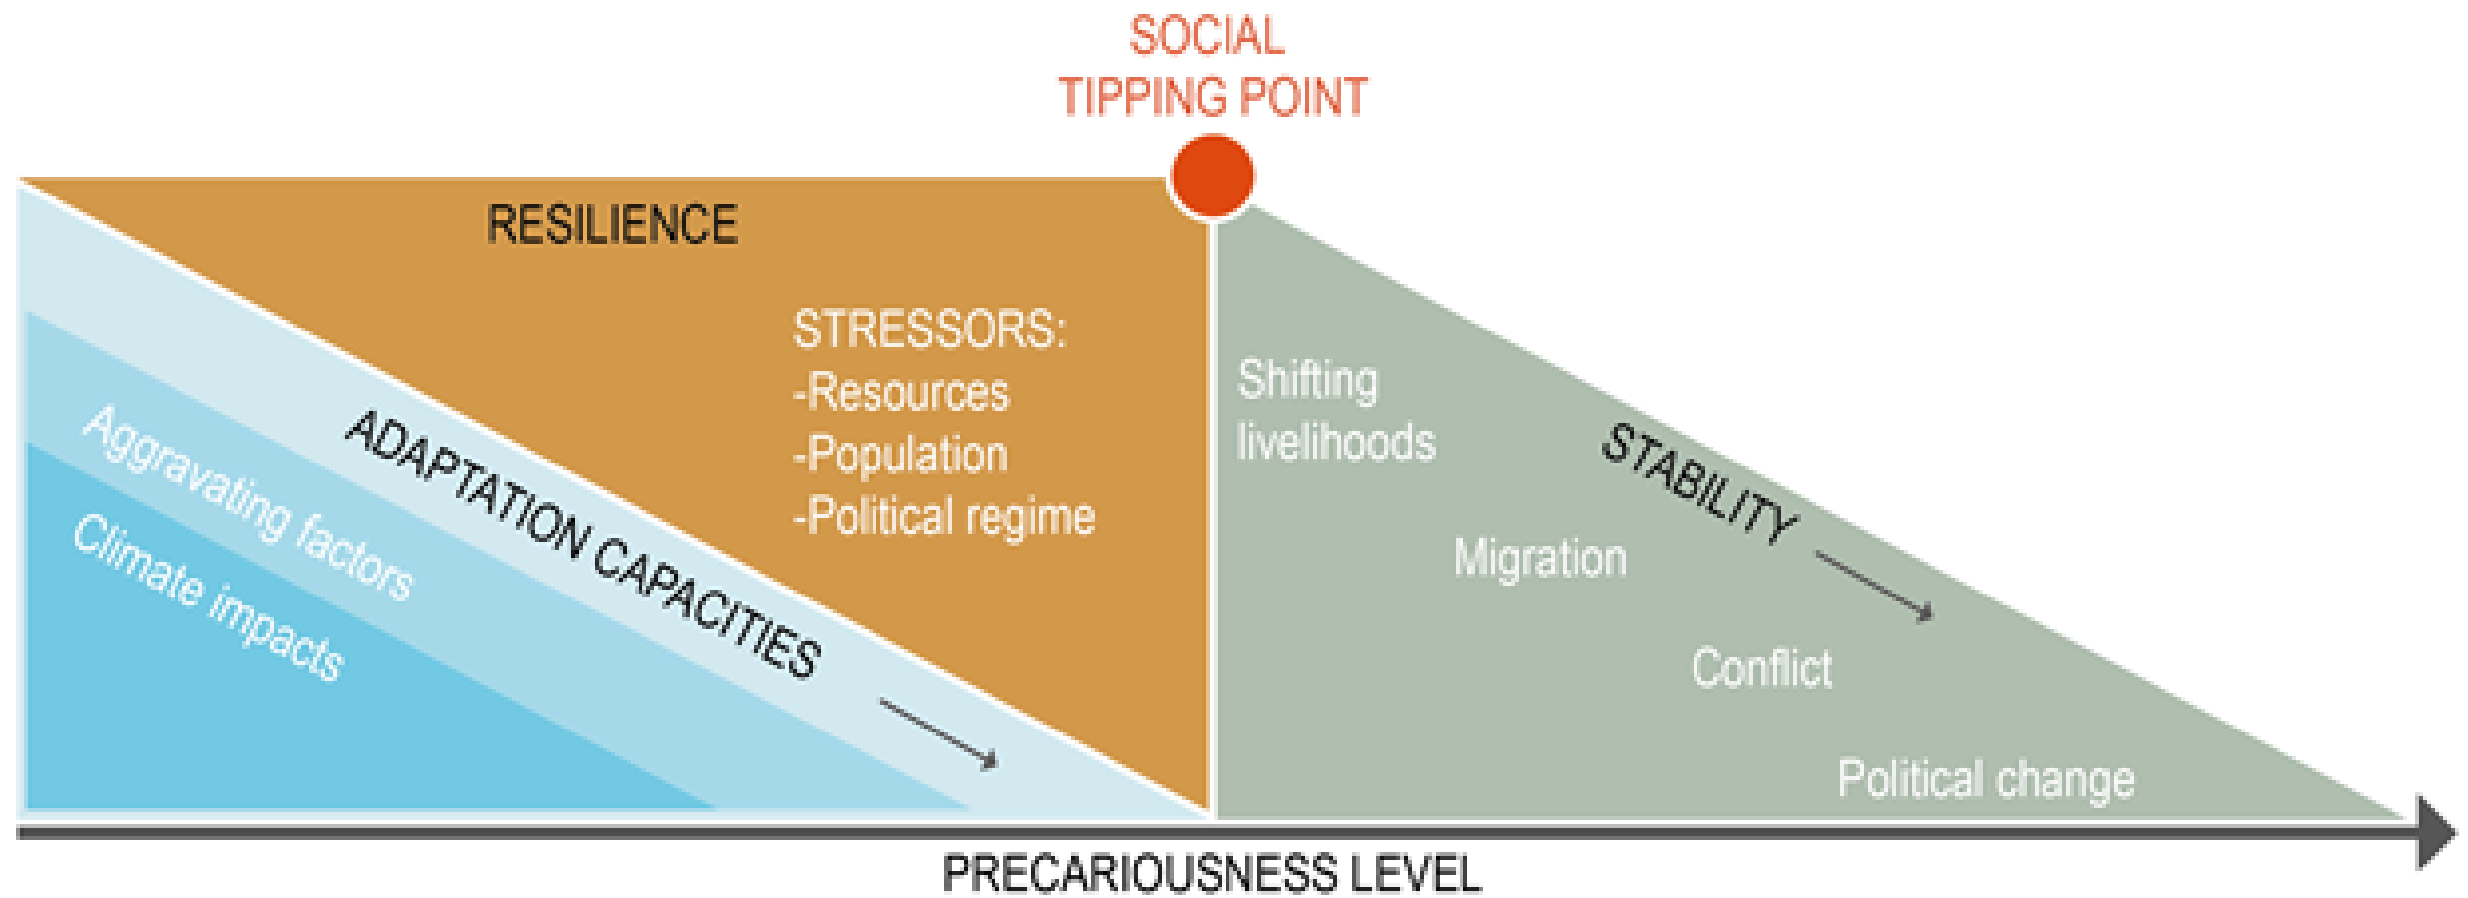 SOCIAL
TIPPING POINT
RESILIENCE
STRESSORS:
-Resources
-Population
-Political regime
ADAPTATION CAPACITIES
Aggravating factors
Climate impacts
Shifting
livelihoods
Migration
Conflict
Political change
STABILITY
PRECARIOUSNESS LEVEL